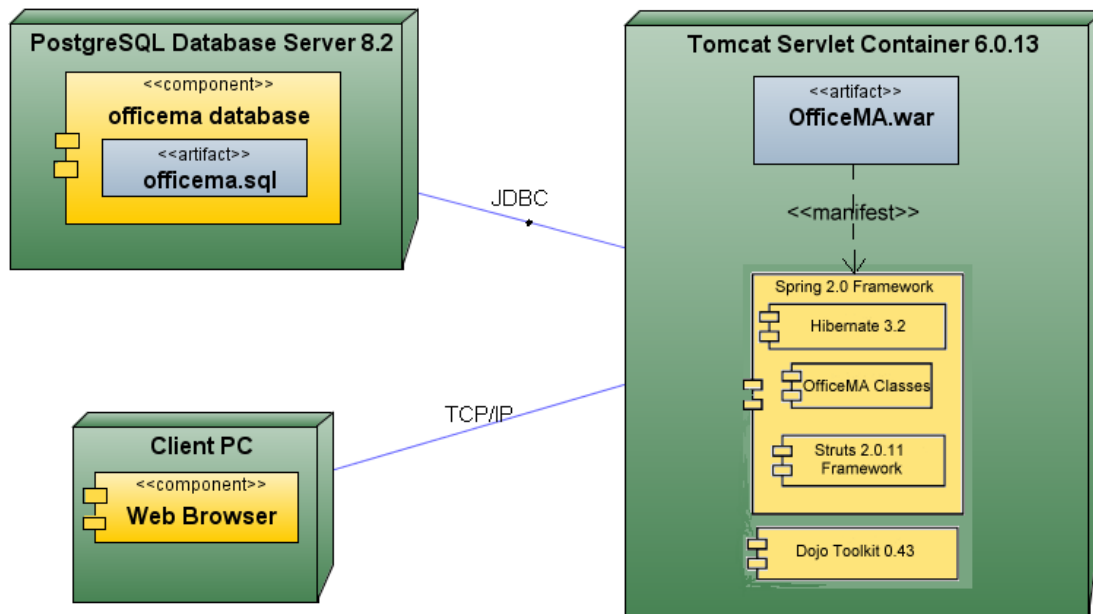 PostgreSQL Database Server 8.2
<<component>>
officema database
<<artifact>>
officema.sql
JDBC
Client PC
<<component>>
Web Browser
TCP/IP
Tomcat Servlet Container 6.0.13
<<artifact>>
OfficeMA.war
<<manifest>>
Spring 2.0 Framework
Hibernate 3.2
OfficeMA Classes
Struts 2.0.11
Framework
Dojo Toolkit 0.43